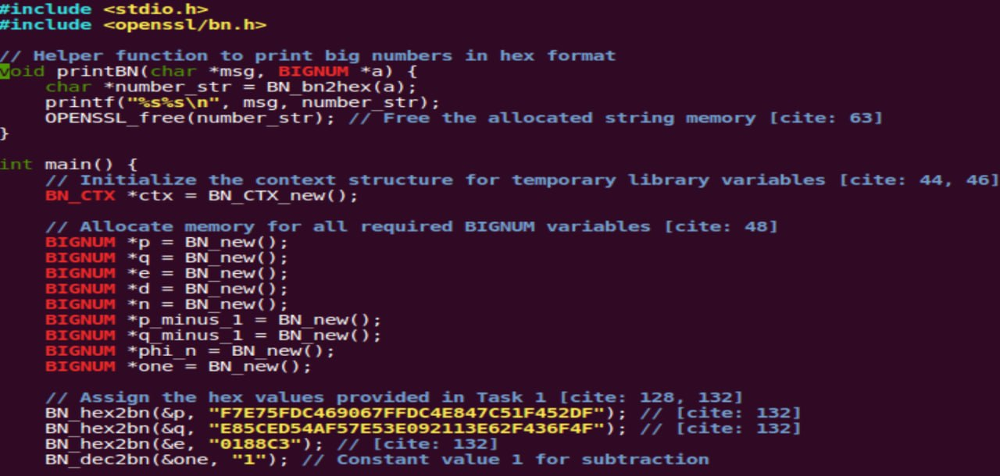 #include <stdio.h>
#include <openssl/bn.h>
// Helper function to print big numbers in hex format
void printBN(char *msg, BIGNUM *a) {
    char *number_str = BN_bn2hex(a);
    printf("%s%s\n", msg, number_str);
    OPENSSL_free(number_str); // Free the allocated string memory [cite: 63]
}
int main() {
    // Initialize the context structure for temporary library variables [cite: 44, 46]
    BN_CTX *ctx = BN_CTX_new();
    // Allocate memory for all required BIGNUM variables [cite: 48]
    BIGNUM *p = BN_new();
    BIGNUM *q = BN_new();
    BIGNUM *e = BN_new();
    BIGNUM *d = BN_new();
    BIGNUM *n = BN_new();
    BIGNUM *p_minus_1 = BN_new();
    BIGNUM *q_minus_1 = BN_new();
    BIGNUM *phi_n = BN_new();
    BIGNUM *one = BN_new();
    // Assign the hex values provided in Task 1 [cite: 128, 132]
    BN_hex2bn(&p, "F7E75FDC469067FFDC4E847C51F452DF"); // [cite: 132]
    BN_hex2bn(&q, "E85CED54AF57E53E092113E62F436F4F"); // [cite: 132]
    BN_hex2bn(&e, "0188C3"); // [cite: 132]
    BN_dec2bn(&one, "1"); // Constant value 1 for subtraction